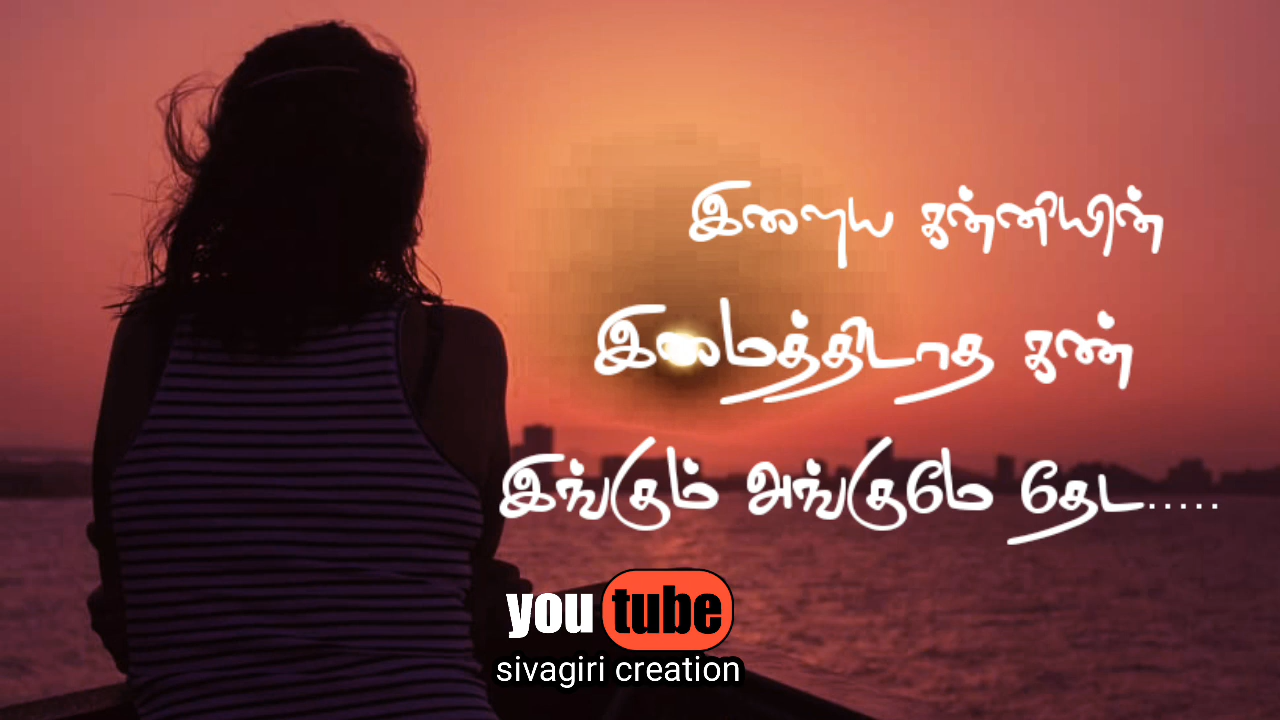 இளைய கன்னியின்
இமைத்திடாத கண்
இங்கும் அங்குமே தேட.....
you tube
sivagiri creation